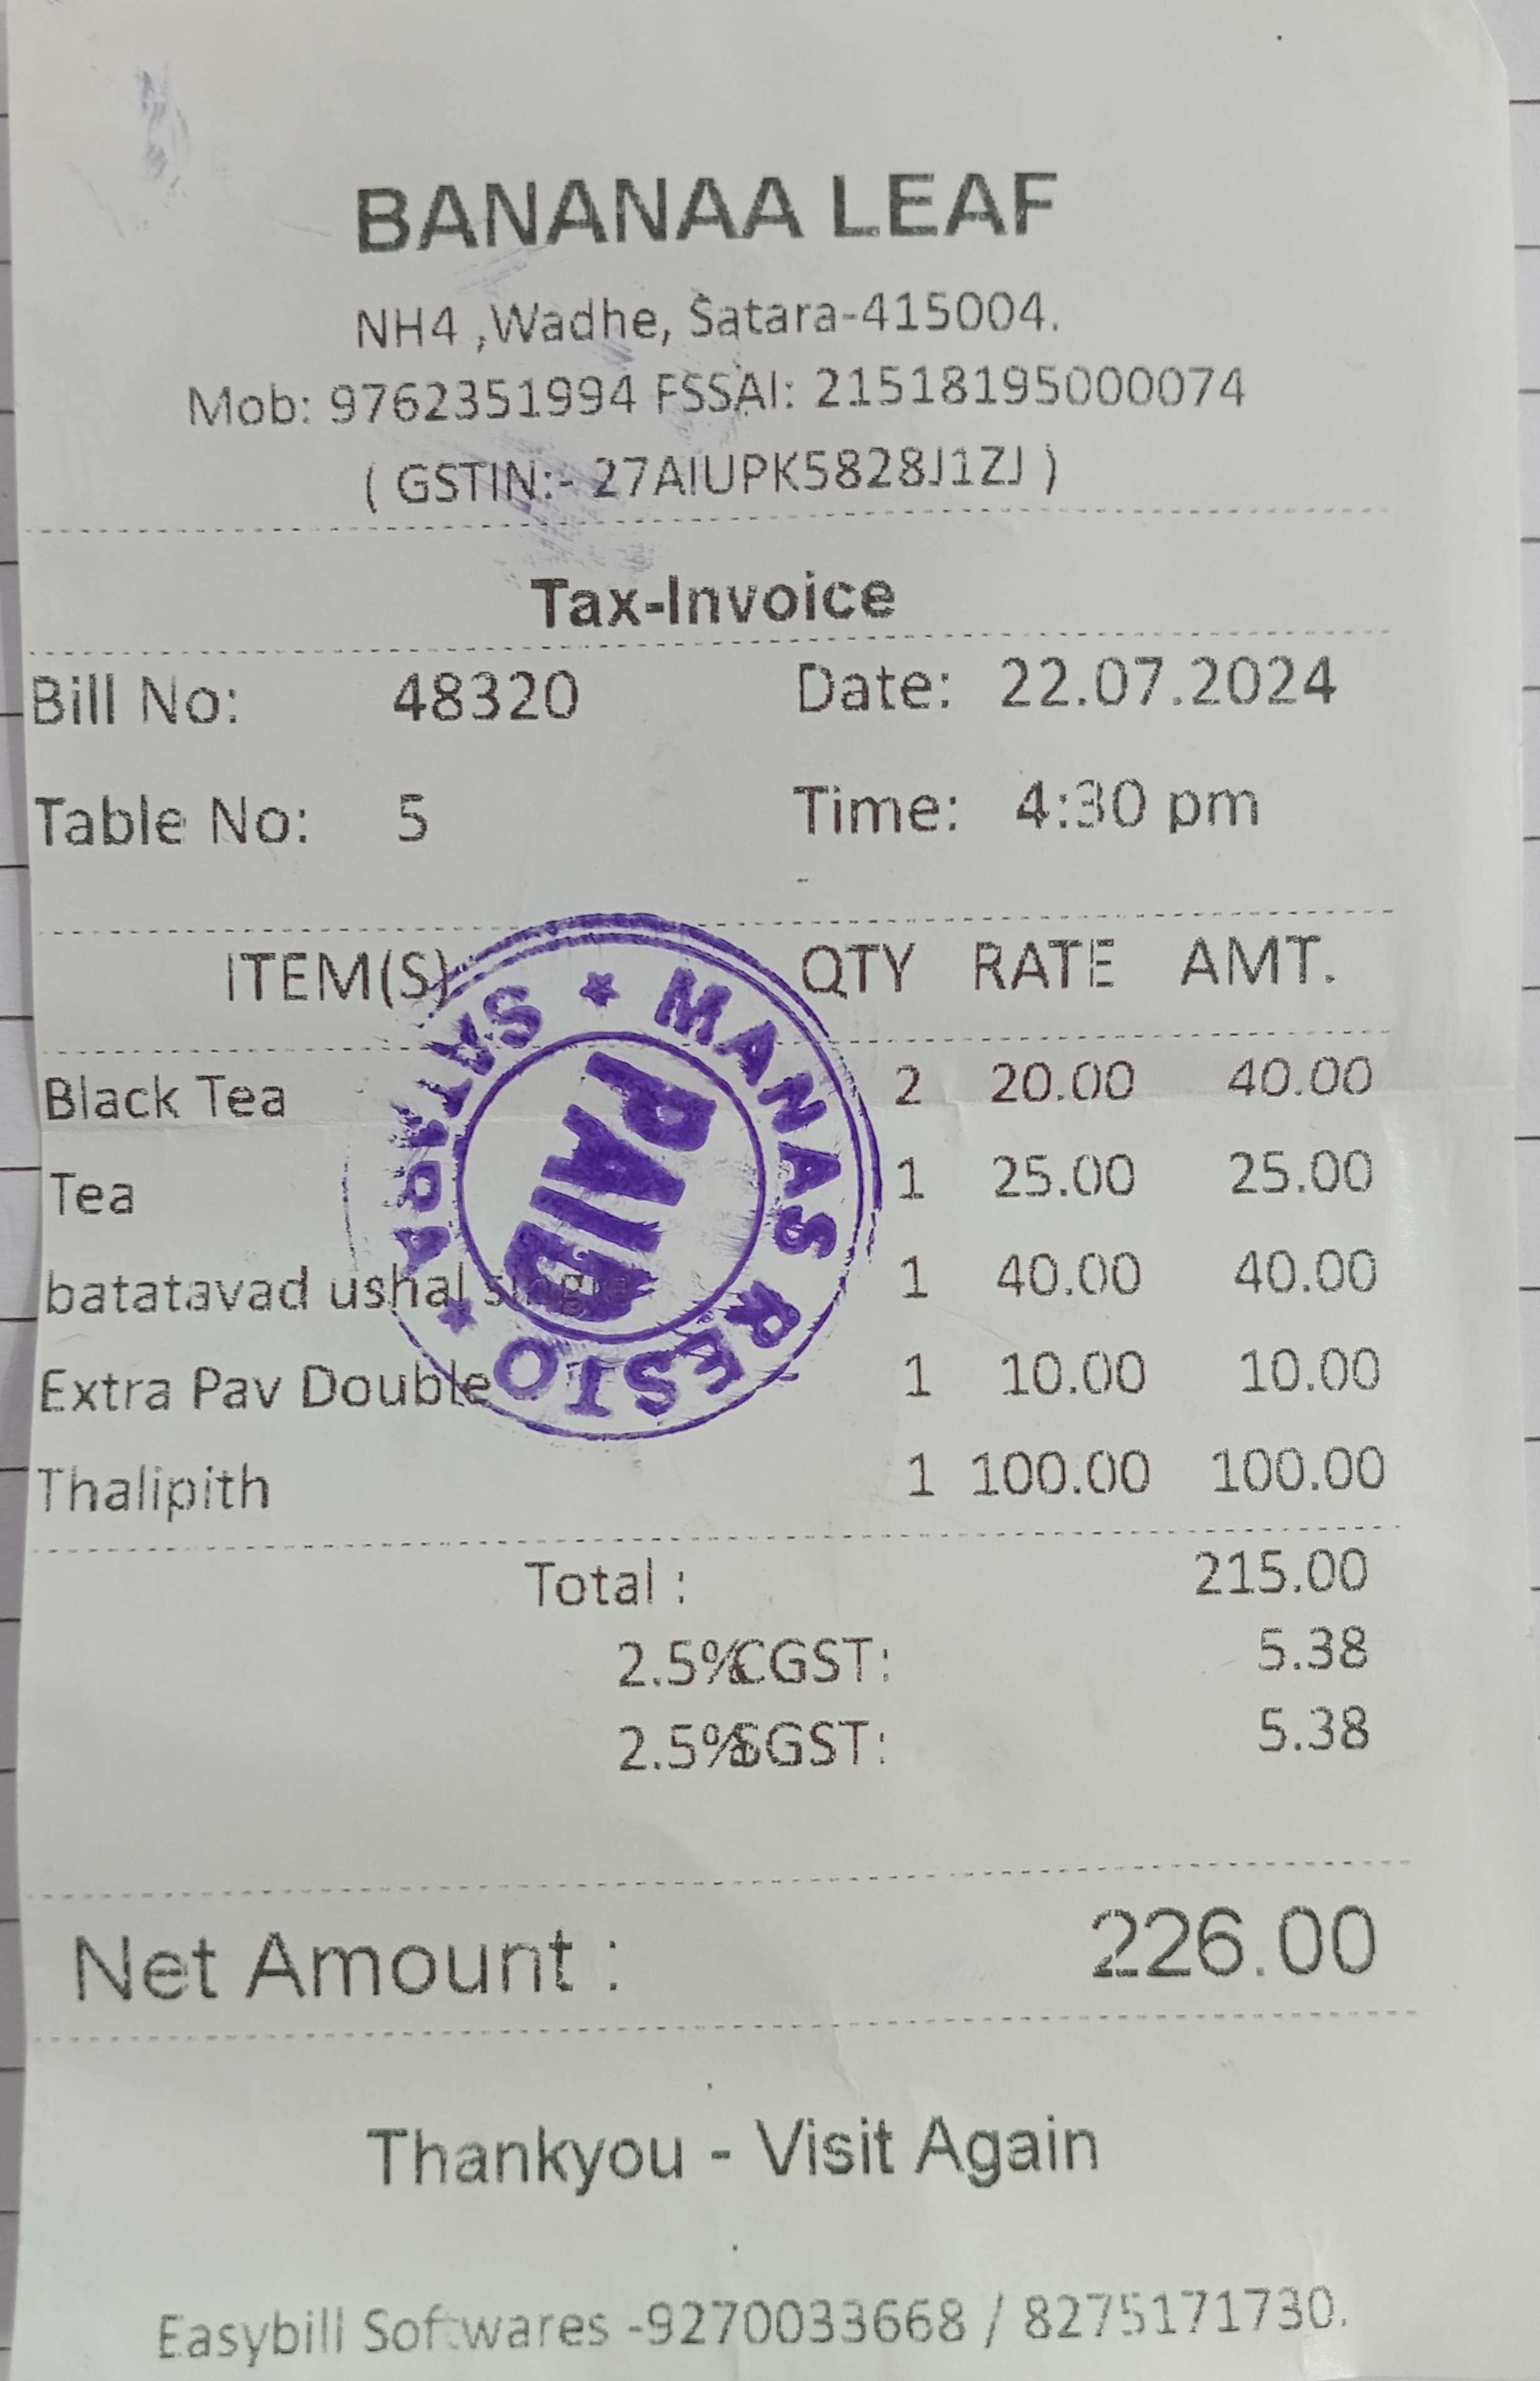 BANANAA LEAF
NH4 ,Wadhe, Satara-415004.
Mob: 9762351994 FSSAI: 21518195000074
( GSTIN:- 27AIUPK5828J1ZJ )
Tax-Invoice
Bill No: 48320 Date: 22.07.2024
Table No: 5 Time: 4:30 pm
ITEM(S) QTY RATE AMT.
Black Tea 2 20.00 40.00
Tea 1 25.00 25.00
batatavad ushal single 1 40.00 40.00
Extra Pav Double 1 10.00 10.00
Thalipith 1 100.00 100.00
MANAS RESTO
SATARA
PAID
Total : 215.00
2.5%CGST: 5.38
2.5%SGST: 5.38
Net Amount : 226.00
Thankyou - Visit Again
Easybill Softwares -9270033668 / 8275171730.